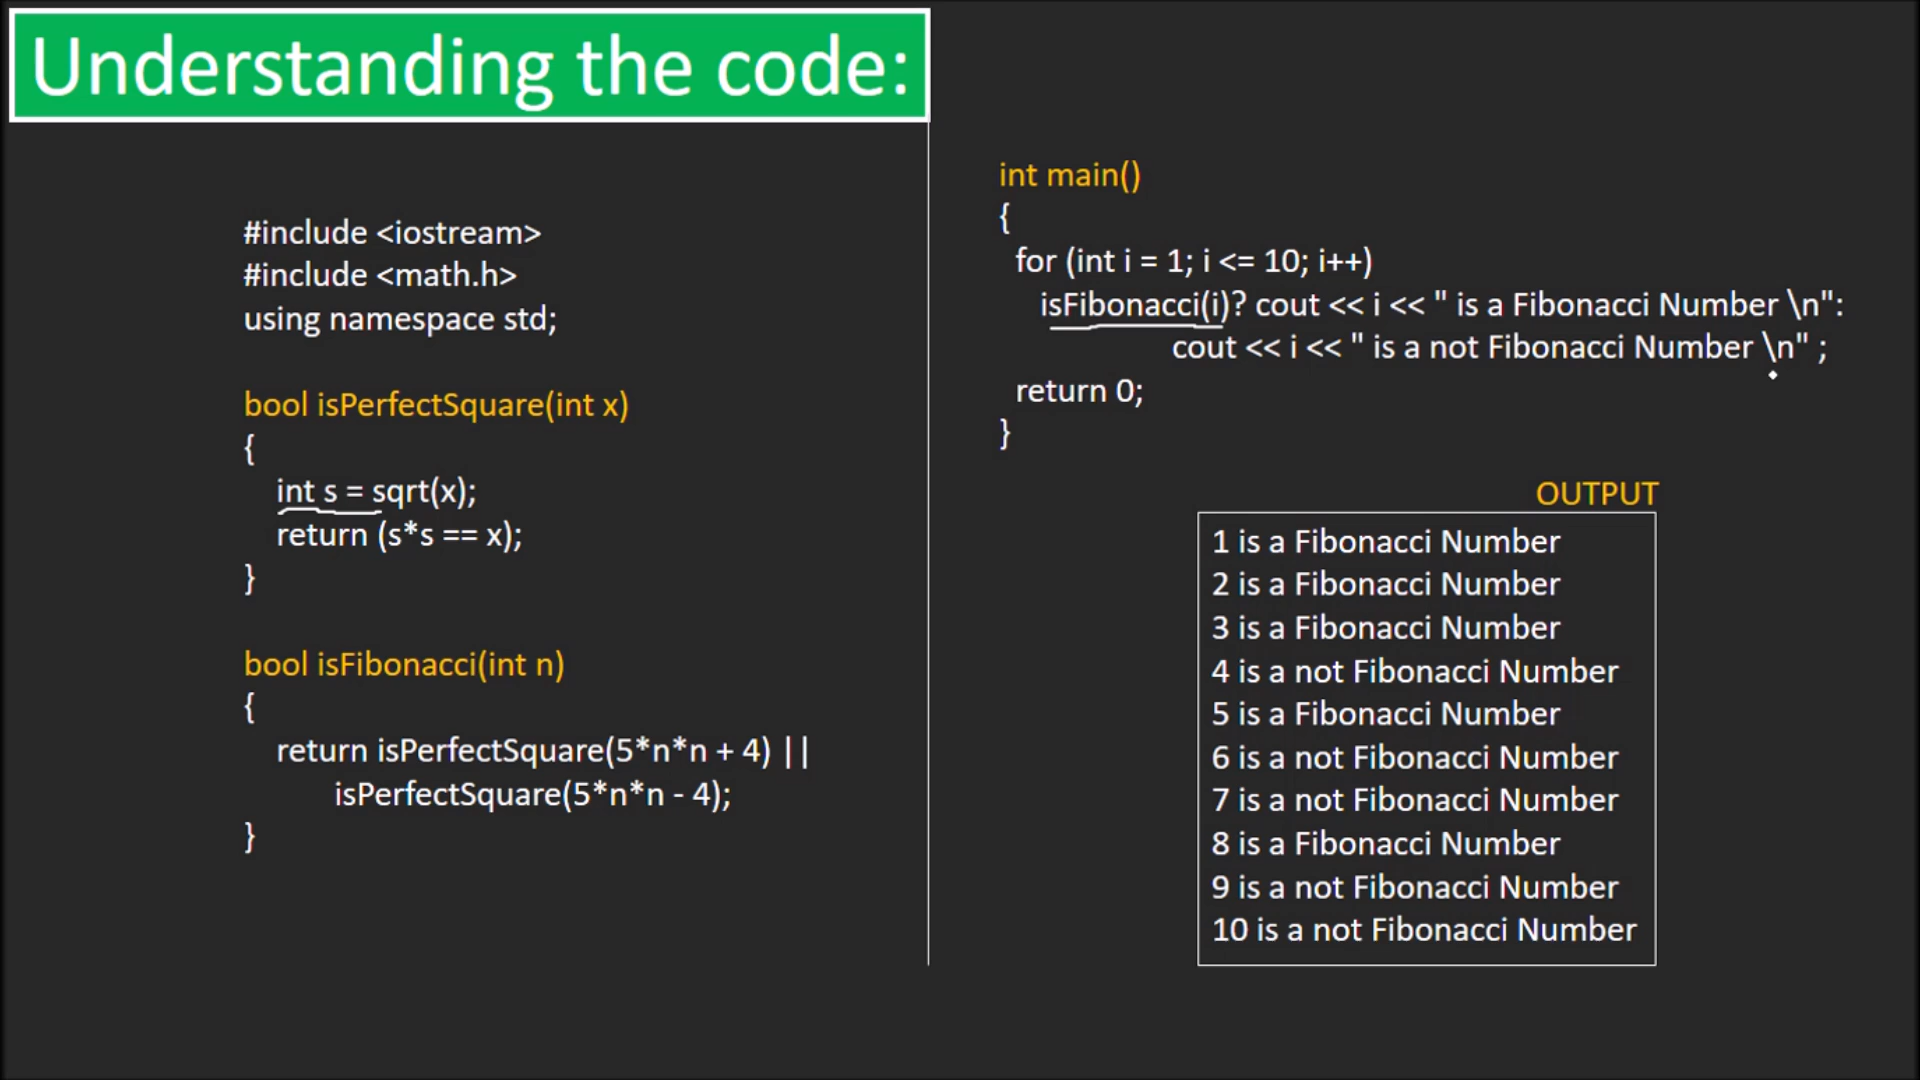 Understanding the code:
#include <iostream>
#include <math.h>
using namespace std;
bool isPerfectSquare(int x)
{
int s = sqrt(x);
return (s*s == x);
}
bool isFibonacci(int n)
{
return isPerfectSquare(5*n*n + 4) ||
isPerfectSquare(5*n*n - 4);
}
int main()
{
for (int i = 1; i <= 10; i++)
isFibonacci(i)? cout << i << " is a Fibonacci Number \n":
cout << i << " is a not Fibonacci Number \n" ;
return 0;
}
OUTPUT
1 is a Fibonacci Number
2 is a Fibonacci Number
3 is a Fibonacci Number
4 is a not Fibonacci Number
5 is a Fibonacci Number
6 is a not Fibonacci Number
7 is a not Fibonacci Number
8 is a Fibonacci Number
9 is a not Fibonacci Number
10 is a not Fibonacci Number